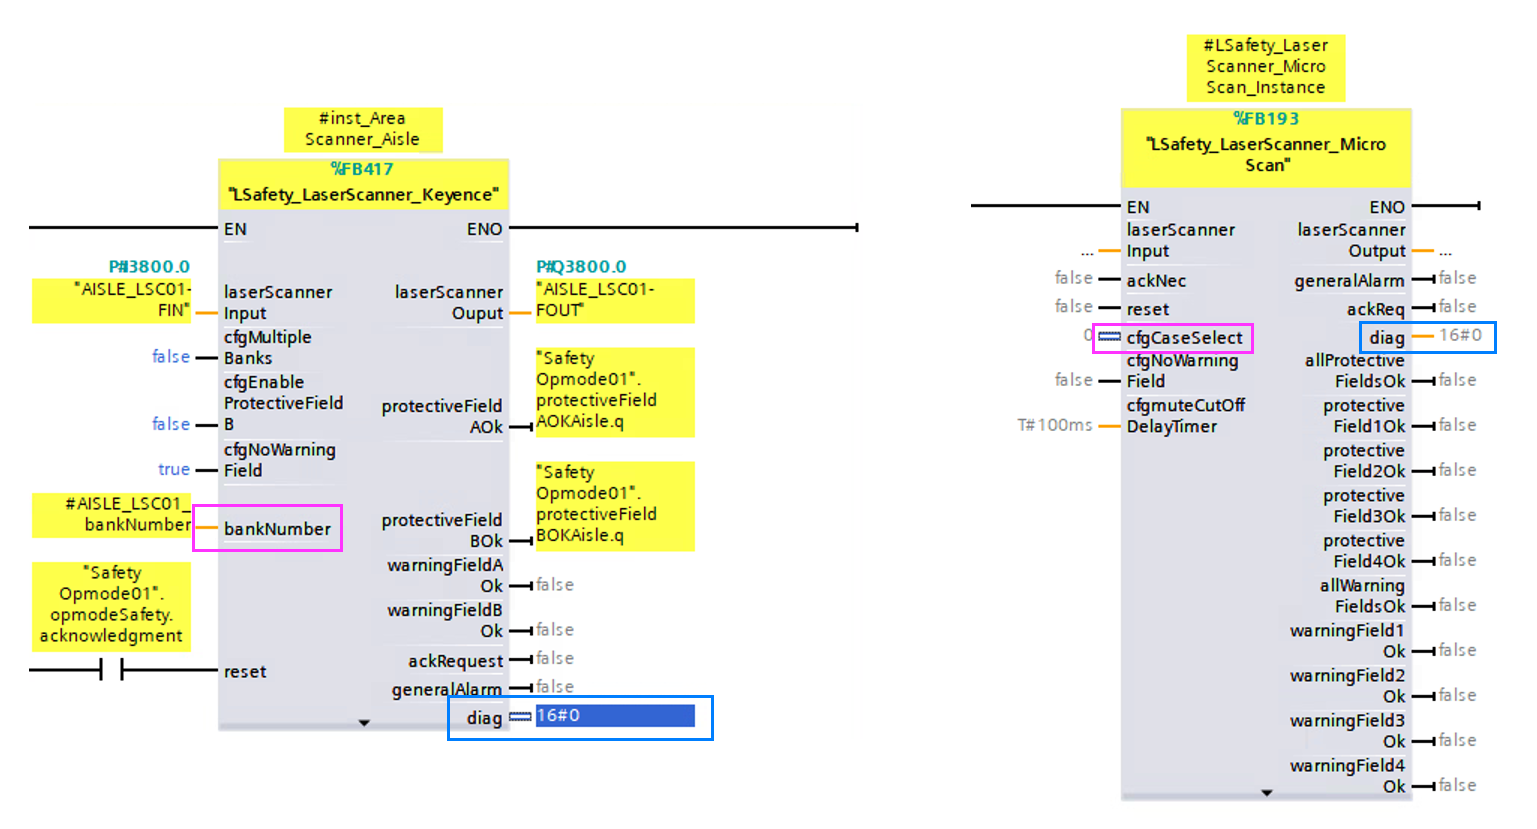 #inst_Area
Scanner_Aisle
%FB417
"LSafety_LaserScanner_Keyence"
EN
ENO
P#I3800.0
"AISLE_LSC01-
FIN"
laserScanner
Input
laserScanner
Ouput
P#Q3800.0
"AISLE_LSC01-
FOUT"
false
cfgMultiple
Banks
false
cfgEnable
ProtectiveField
B
protectiveField
AOk
"Safety
Opmode01".
protectiveField
AOKAisle.q
true
cfgNoWarning
Field
#AISLE_LSC01_
bankNumber
bankNumber
protectiveField
BOk
"Safety
Opmode01".
protectiveField
BOKAisle.q
warningFieldA
Ok
false
warningFieldB
Ok
false
"Safety
Opmode01".
opmodeSafety.
acknowledgment
reset
ackRequest
false
generalAlarm
false
diag
16#0
#LSafety_Laser
Scanner_Micro
Scan_Instance
%FB193
"LSafety_LaserScanner_Micro
Scan"
EN
ENO
...
laserScanner
Input
laserScanner
Output
...
false
ackNec
generalAlarm
false
false
reset
ackReq
false
0
cfgCaseSelect
diag
16#0
false
cfgNoWarning
Field
allProtective
FieldsOk
false
T#100ms
cfgmuteCutOff
DelayTimer
protective
Field1Ok
false
protective
Field2Ok
false
protective
Field3Ok
false
protective
Field4Ok
false
allWarning
FieldsOk
false
warningField1
Ok
false
warningField2
Ok
false
warningField3
Ok
false
warningField4
Ok
false